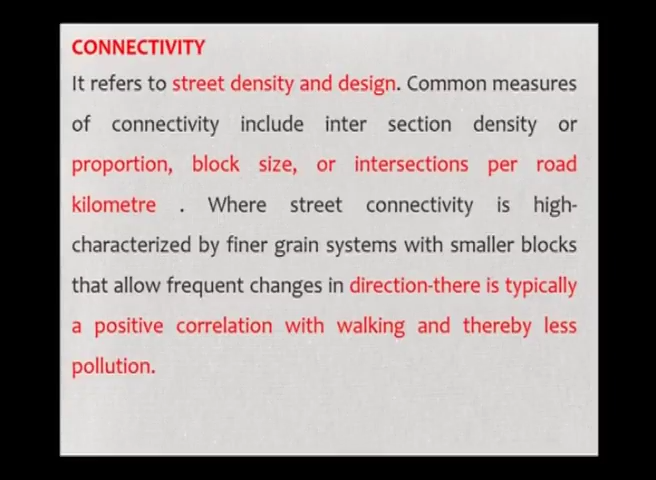 CONNECTIVITY
It refers to street density and design. Common measures
of connectivity include inter section density or
proportion, block size, or intersections per road
kilometre . Where street connectivity is high-
characterized by finer grain systems with smaller blocks
that allow frequent changes in direction-there is typically
a positive correlation with walking and thereby less
pollution.